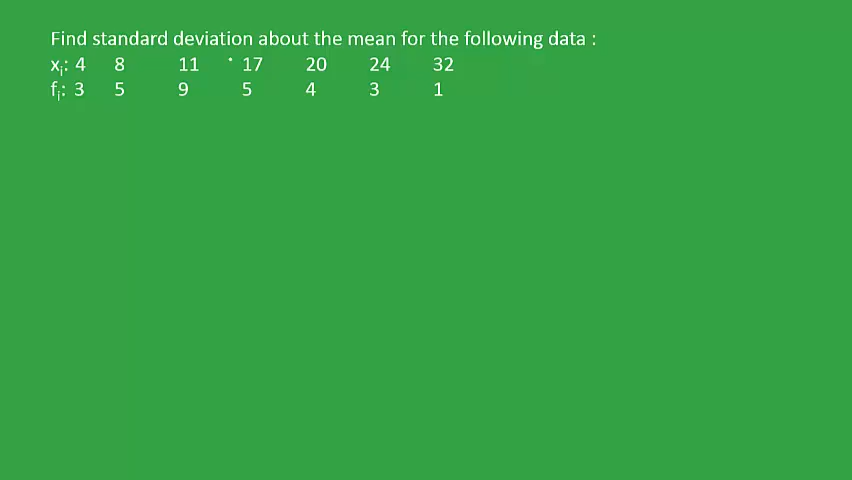 Find standard deviation about the mean for the following data :
xᵢ: 4 8 11 17 20 24 32
fᵢ: 3 5 9 5 4 3 1